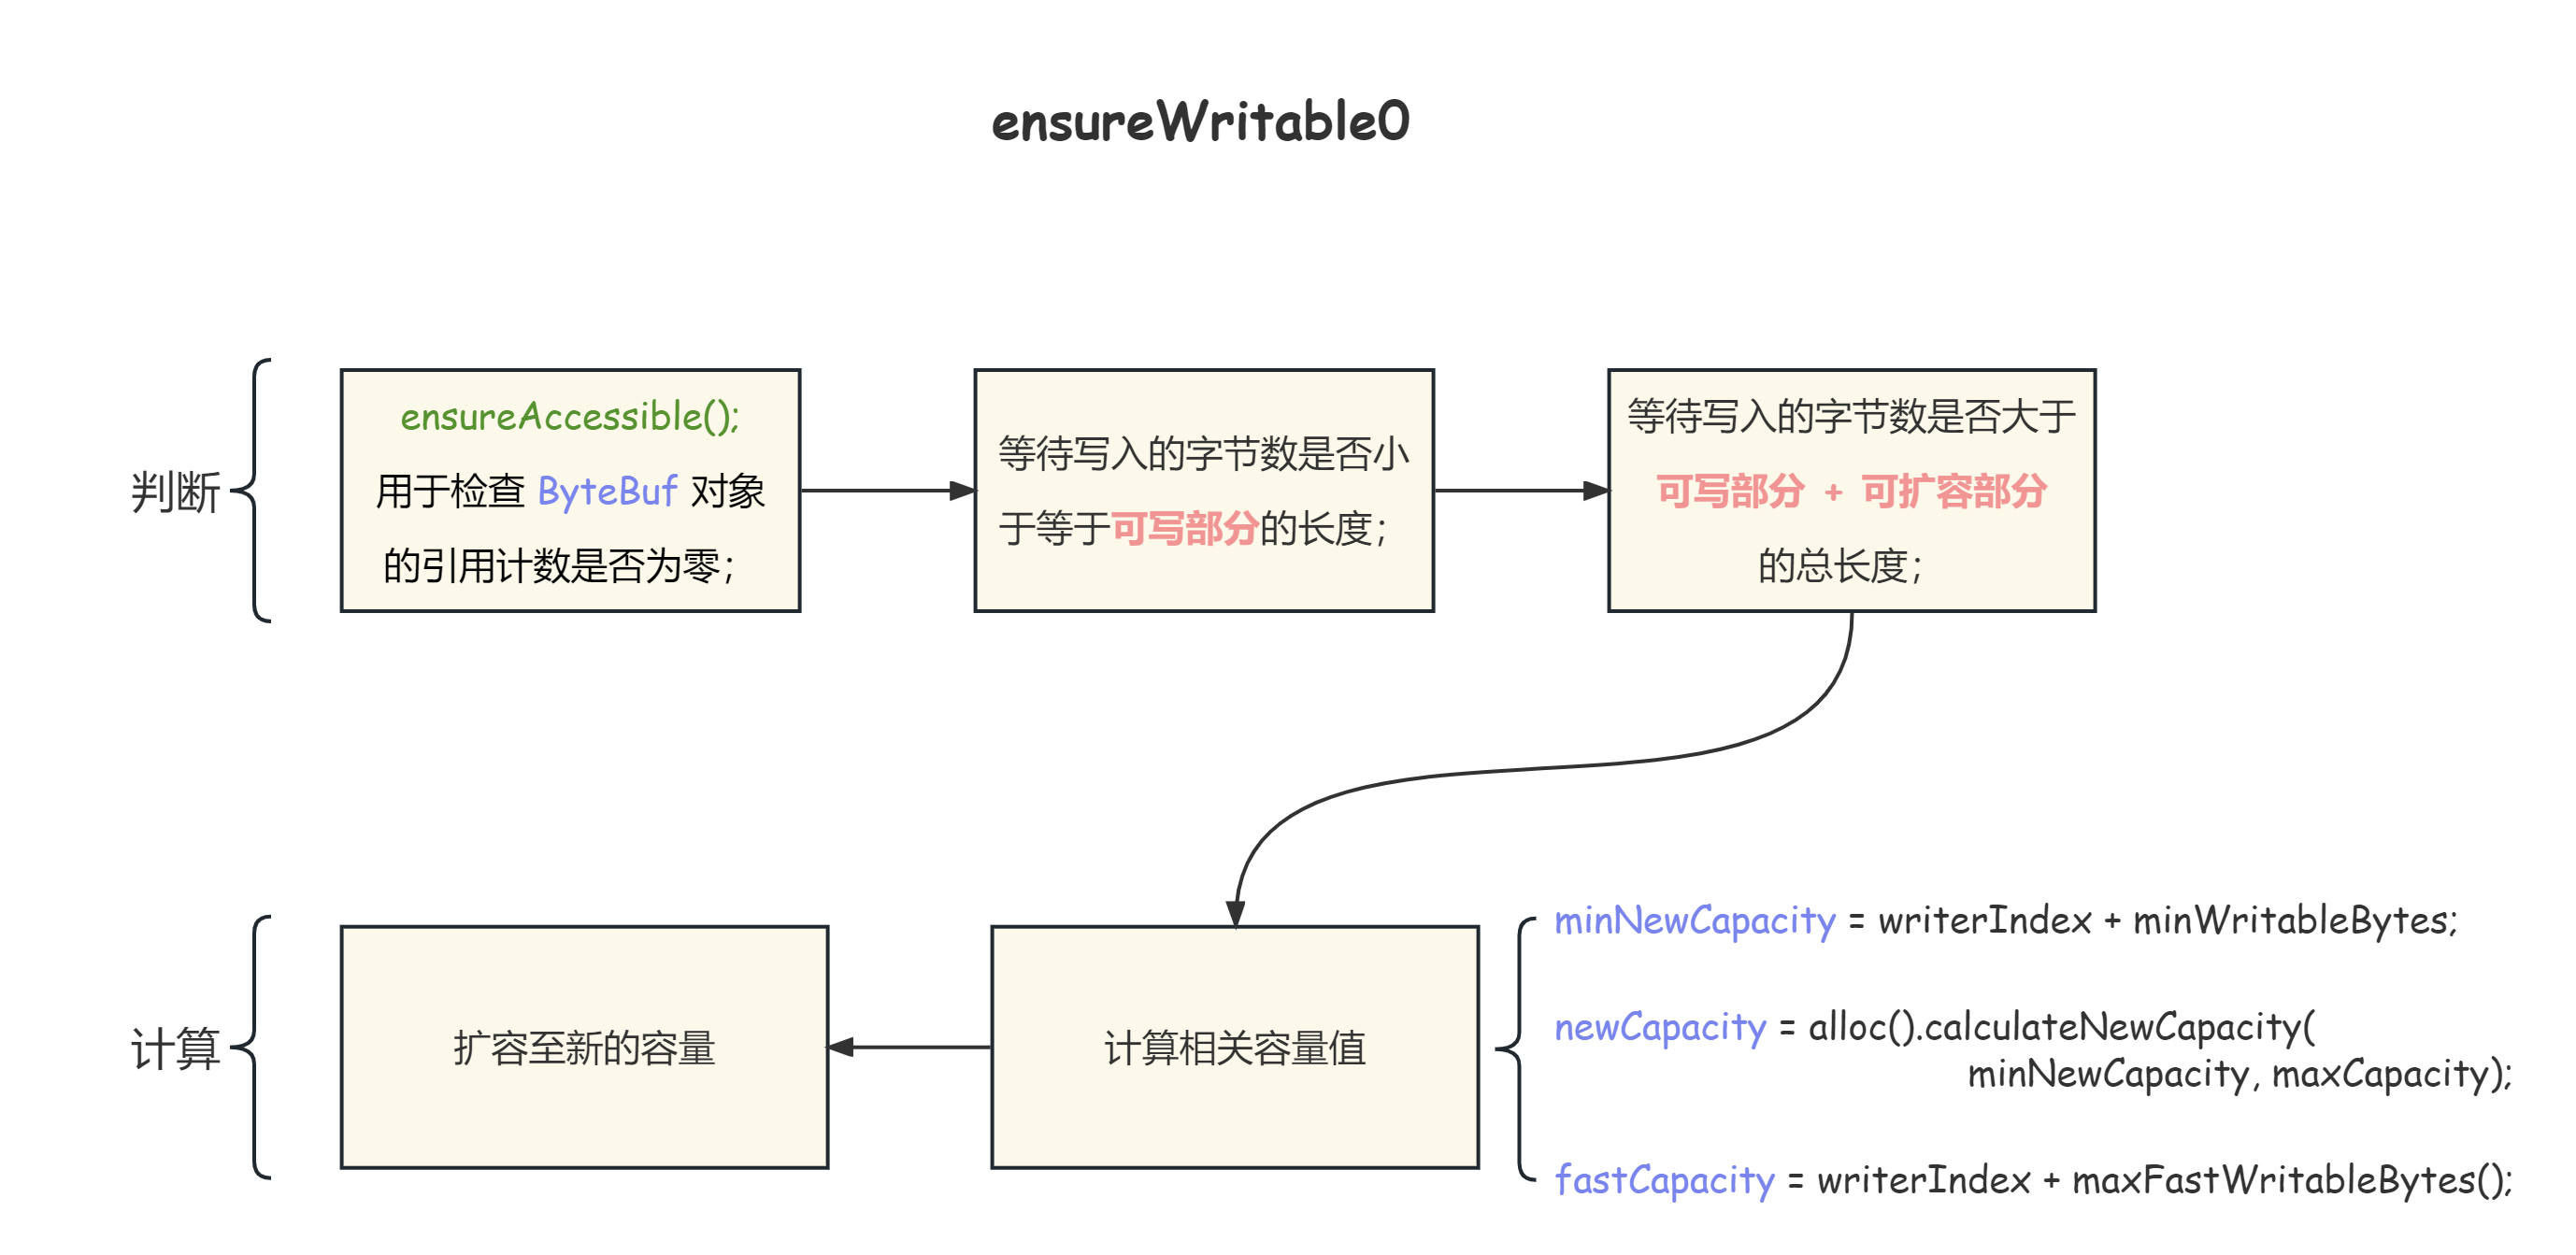 ensureWritable0
判断
ensureAccessible();
用于检查 ByteBuf 对象
的引用计数是否为零；
等待写入的字节数是否小
于等于可写部分的长度；
等待写入的字节数是否大于
可写部分 + 可扩容部分
的总长度；
计算
扩容至新的容量
计算相关容量值
minNewCapacity = writerIndex + minWritableBytes;
newCapacity = alloc().calculateNewCapacity(
minNewCapacity, maxCapacity);
fastCapacity = writerIndex + maxFastWritableBytes();